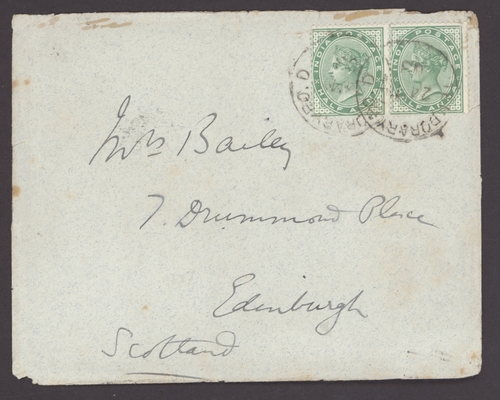 INDIA POSTAGE INDIA POSTAGE
HALF ANNA HALF ANNA
Mrs Bailey
7. Drummond Place
Edinburgh
Scotland